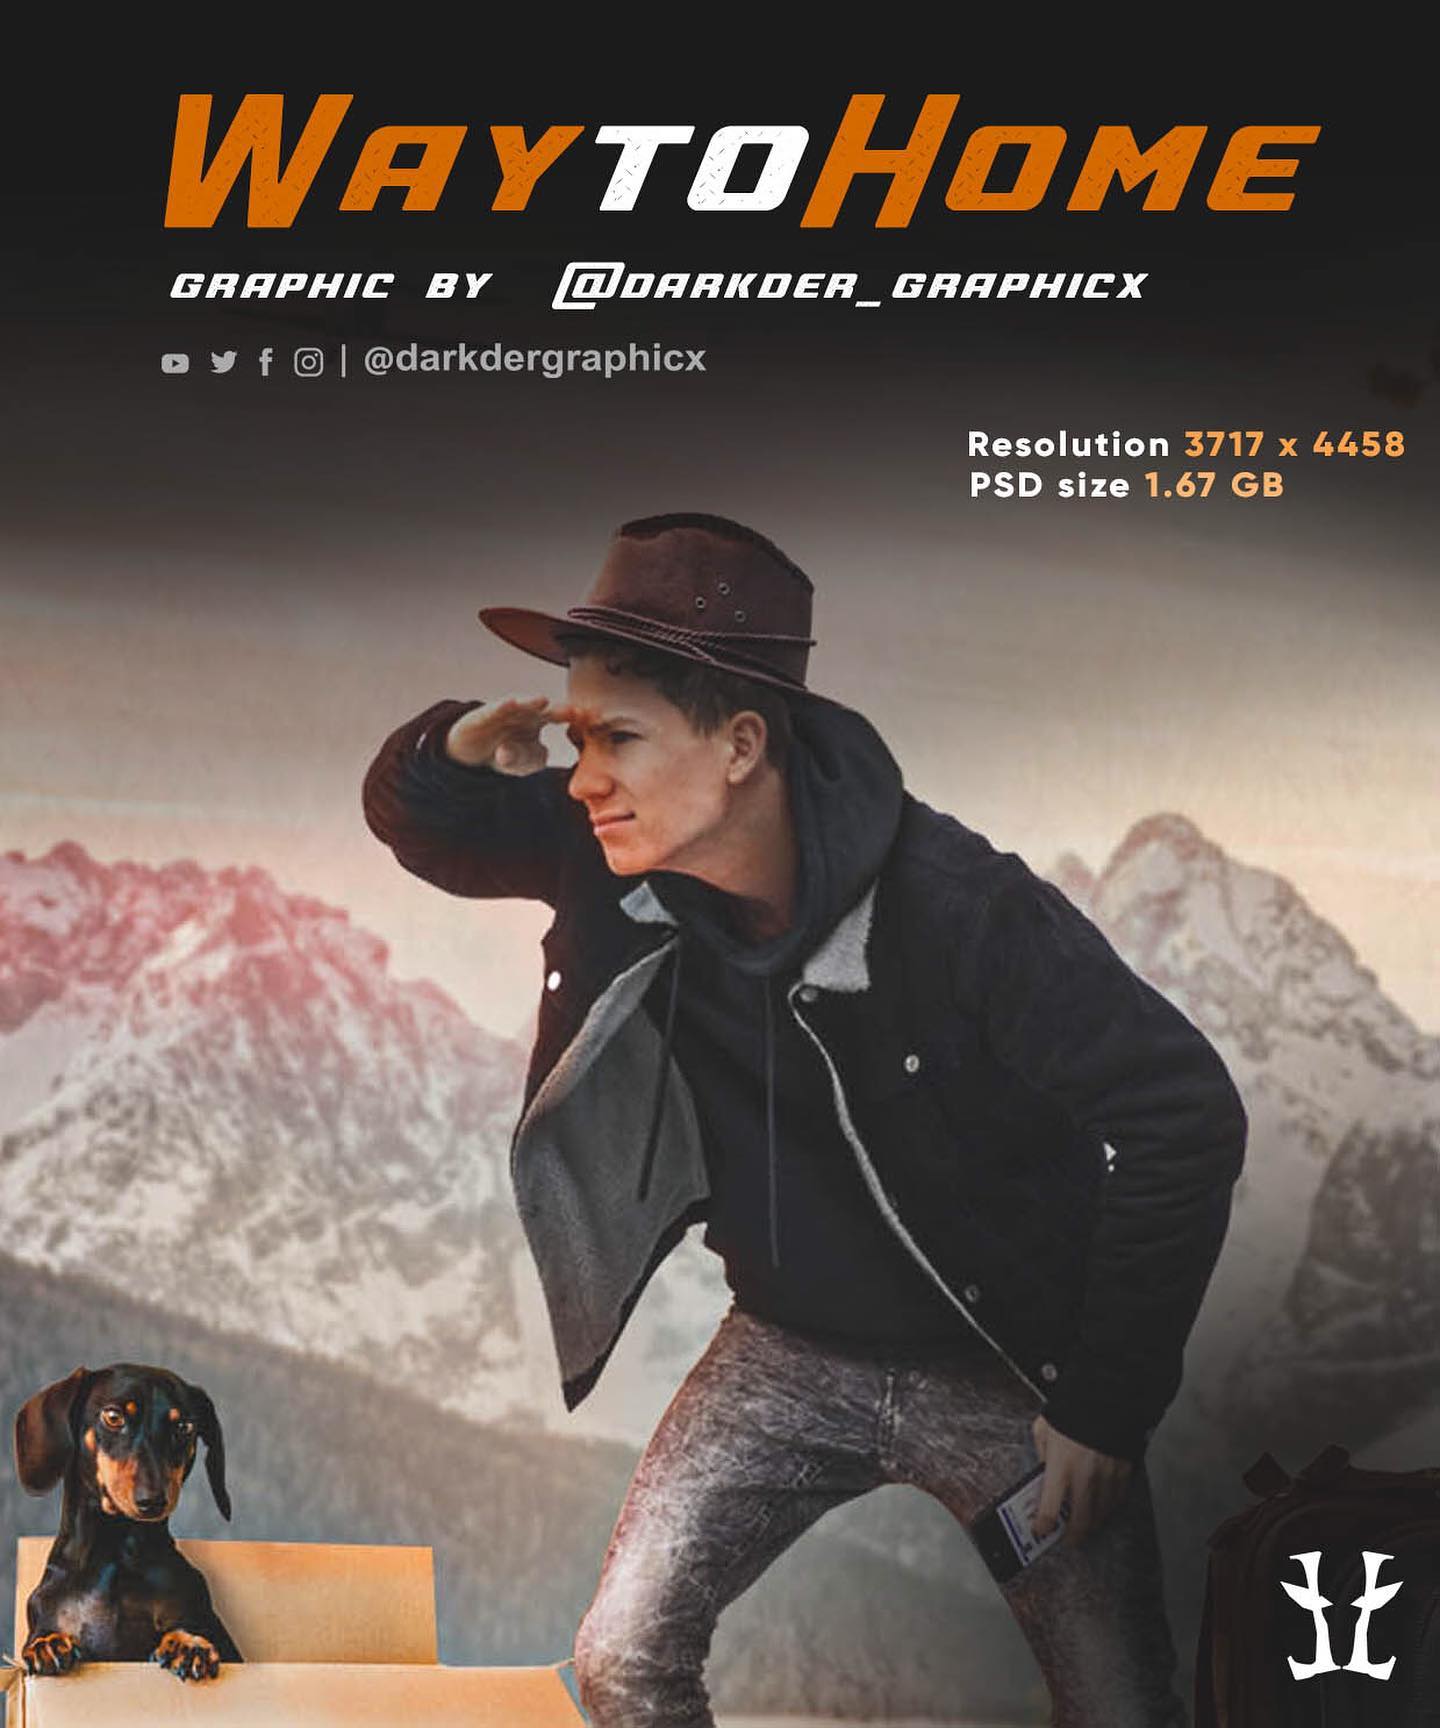 WaytoHome
GRAPHIC BY @DARKDER_GRAPHICX
| @darkdergraphicx
Resolution 3717 x 4458
PSD size 1.67 GB